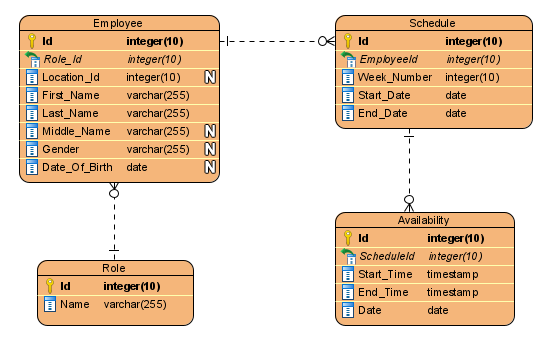 Employee
Id integer(10)
Role_Id integer(10)
Location_Id integer(10) N
First_Name varchar(255)
Last_Name varchar(255)
Middle_Name varchar(255) N
Gender varchar(255) N
Date_Of_Birth date N
Schedule
Id integer(10)
EmployeeId integer(10)
Week_Number integer(10)
Start_Date date
End_Date date
Role
Id integer(10)
Name varchar(255)
Availability
Id integer(10)
ScheduleId integer(10)
Start_Time timestamp
End_Time timestamp
Date date